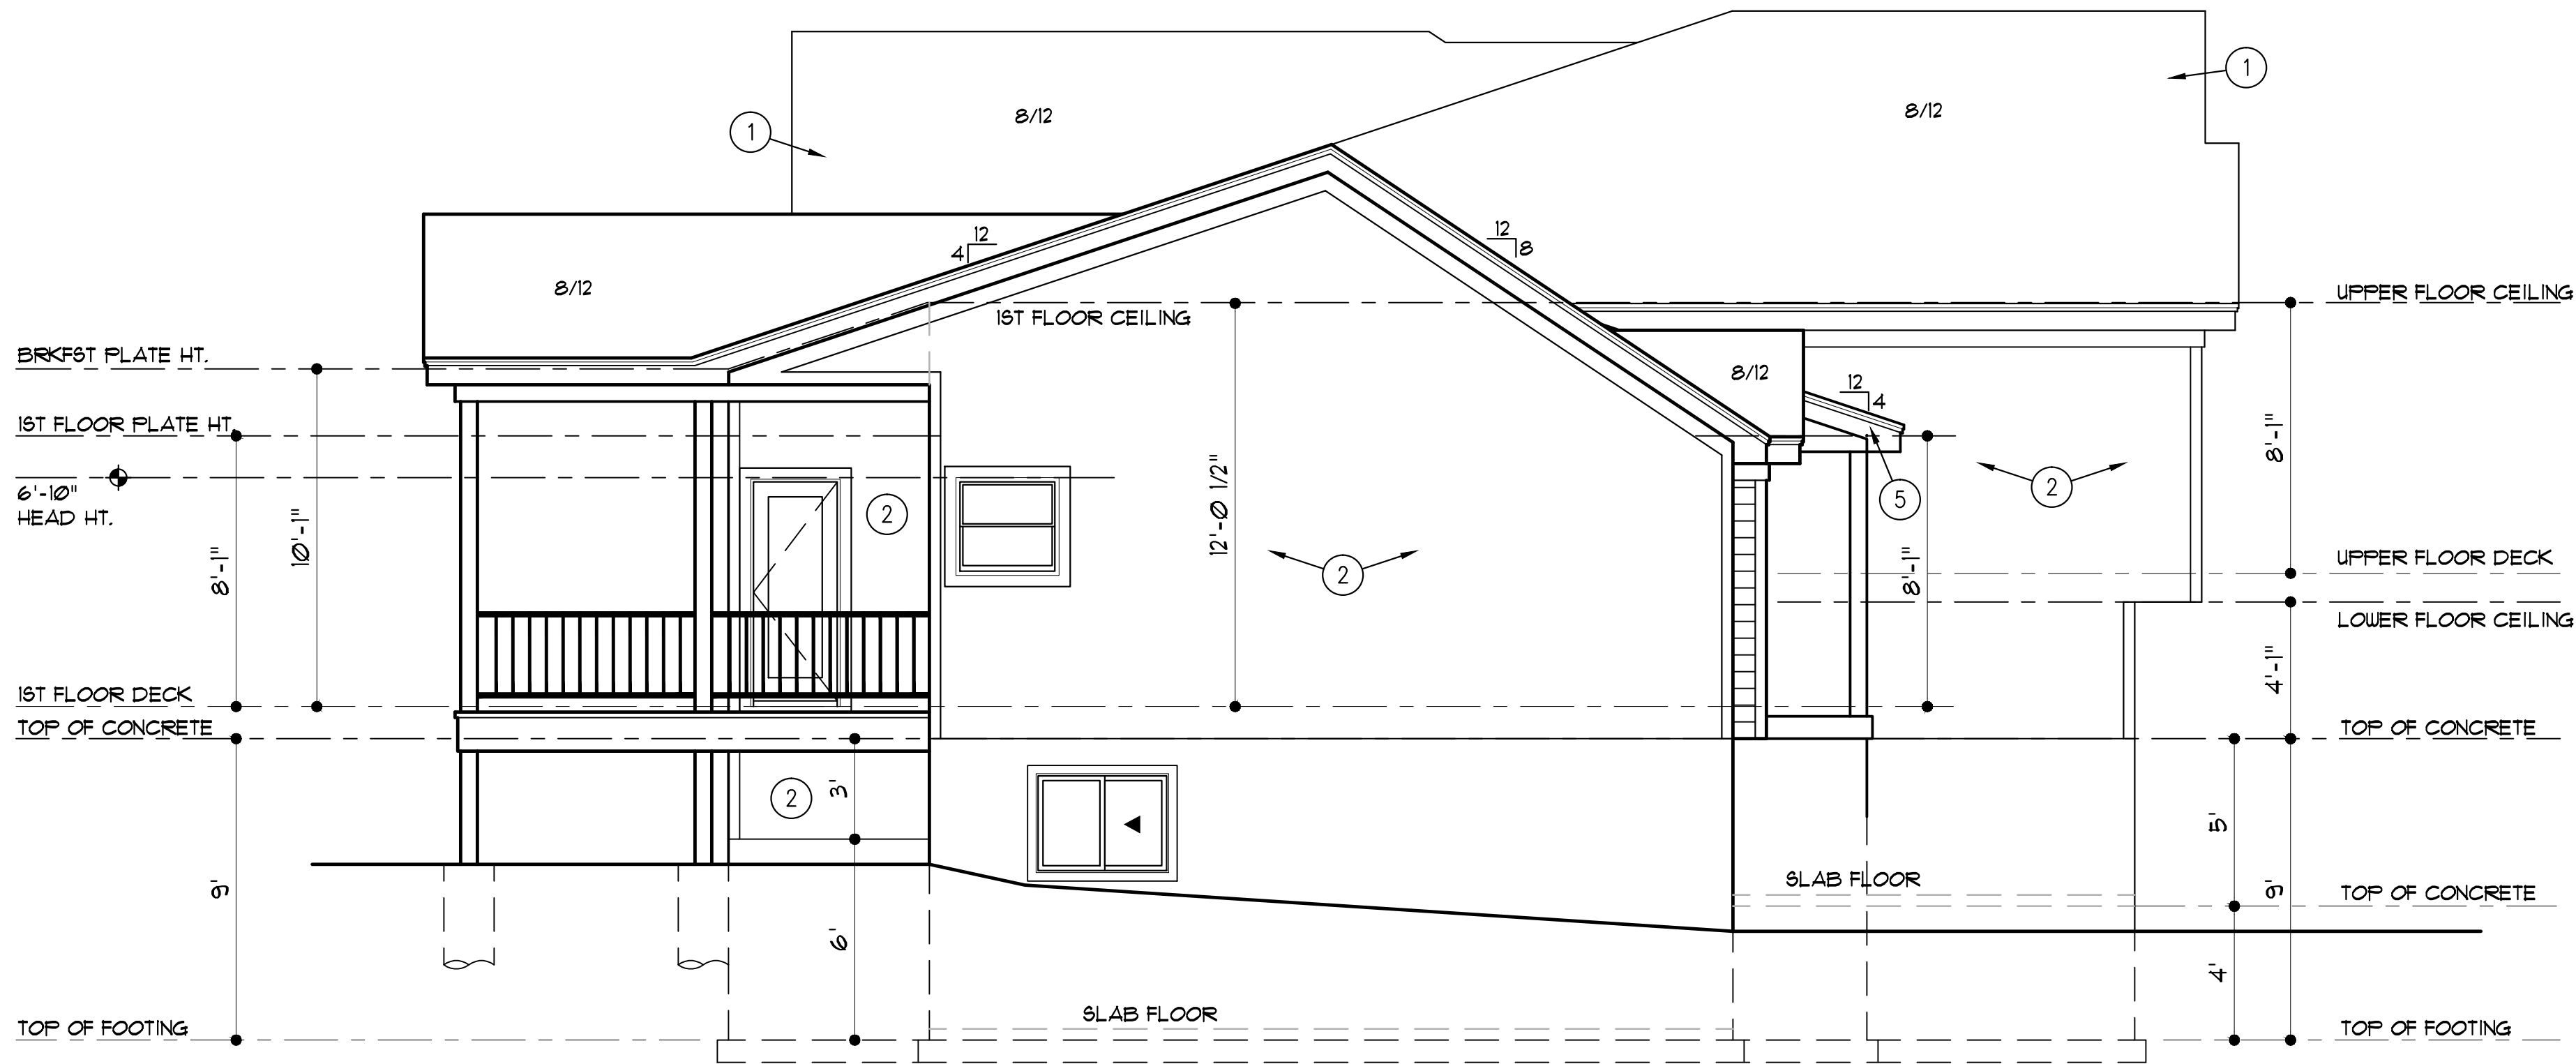 1
1
8/12
8/12
12
4
12
8
8/12
UPPER FLOOR CEILING
1ST FLOOR CEILING
BRKFST PLATE HT.
8/12
12
4
1ST FLOOR PLATE HT.
8'-1"
6'-10"
HEAD HT.
2
5
2
12'-0 1/2"
10'-1"
8'-1"
2
8'-1"
UPPER FLOOR DECK
LOWER FLOOR CEILING
4'-1"
1ST FLOOR DECK
TOP OF CONCRETE
TOP OF CONCRETE
2
3'
5'
9'
SLAB FLOOR
9'
TOP OF CONCRETE
6'
4'
SLAB FLOOR
TOP OF FOOTING
TOP OF FOOTING